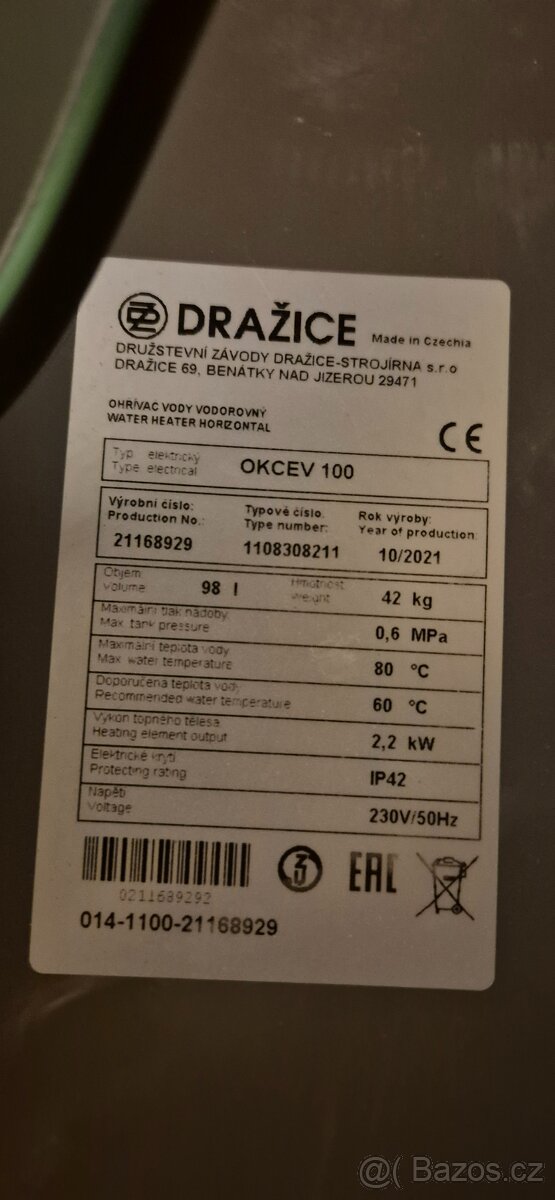 DRAŽICE Made in Czechia
DRUŽSTEVNÍ ZÁVODY DRAŽICE-STROJÍRNA s.r.o
DRAŽICE 69, BENÁTKY NAD JIZEROU 29471
OHŘÍVAČ VODY VODOROVNÝ
WATER HEATER HORIZONTAL
CE
Typ elektrický
Type electrical
OKCEV 100
Výrobní číslo:
Production No.:
21168929
Typové číslo
Type number:
1108308211
Rok výroby:
Year of production:
10/2021
Objem
Volume
98 l
Hmotnost
Weight
42 kg
Maximální tlak nádoby
Max. tank pressure
0,6 MPa
Maximální teplota vody
Max water temperature
80 °C
Doporučená teplota vody
Recommended water temperature
60 °C
Výkon topného tělesa
Heating element output
2,2 kW
Elektrické krytí
Protecting rating
IP42
Napětí
Voltage
230V/50Hz
0211689292
EAC
014-1100-21168929
@( Bazos.cz